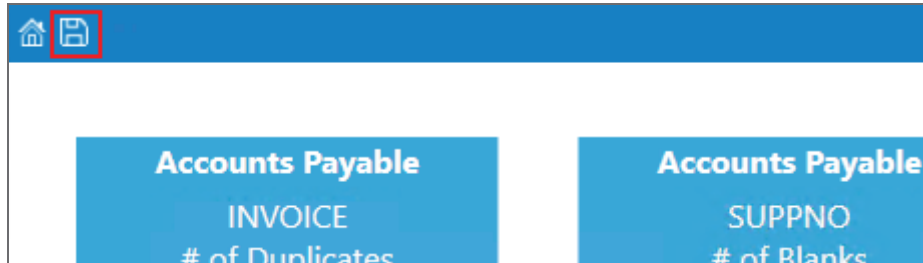 Accounts Payable
INVOICE
# of Duplicates
Accounts Payable
SUPPNO
# of Blanks